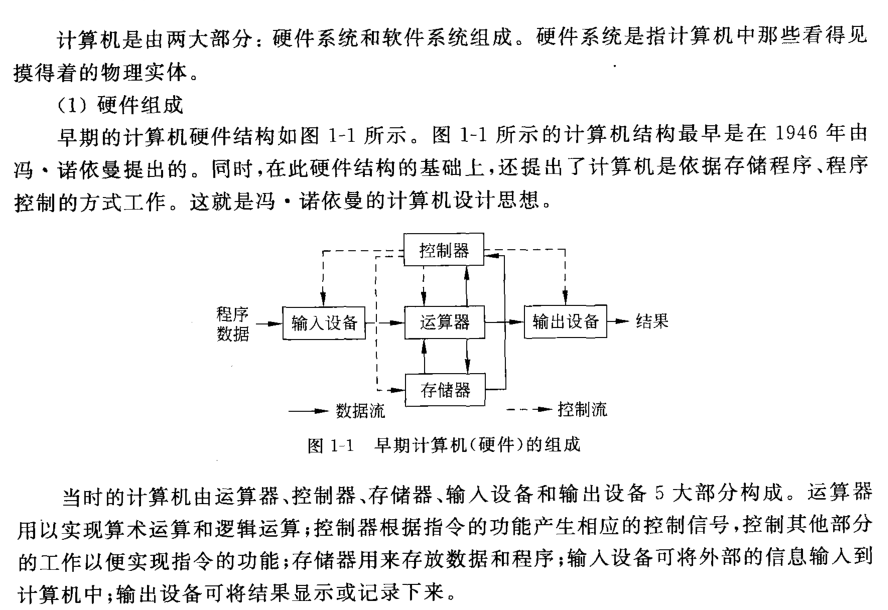 计算机是由两大部分：硬件系统和软件系统组成。硬件系统是指计算机中那些看得见
摸得着的物理实体。
（1）硬件组成
早期的计算机硬件结构如图 1-1 所示。图 1-1 所示的计算机结构最早是在 1946 年由
冯·诺依曼提出的。同时，在此硬件结构的基础上，还提出了计算机是依据存储程序、程序
控制的方式工作。这就是冯·诺依曼的计算机设计思想。
控制器
程序
数据
输入设备
运算器
输出设备
结果
存储器
数据流
控制流
图 1-1 早期计算机（硬件）的组成
当时的计算机由运算器、控制器、存储器、输入设备和输出设备 5 大部分构成。运算器
用以实现算术运算和逻辑运算；控制器根据指令的功能产生相应的控制信号，控制其他部分
的工作以便实现指令的功能；存储器用来存放数据和程序；输入设备可将外部的信息输入到
计算机中；输出设备可将结果显示或记录下来。